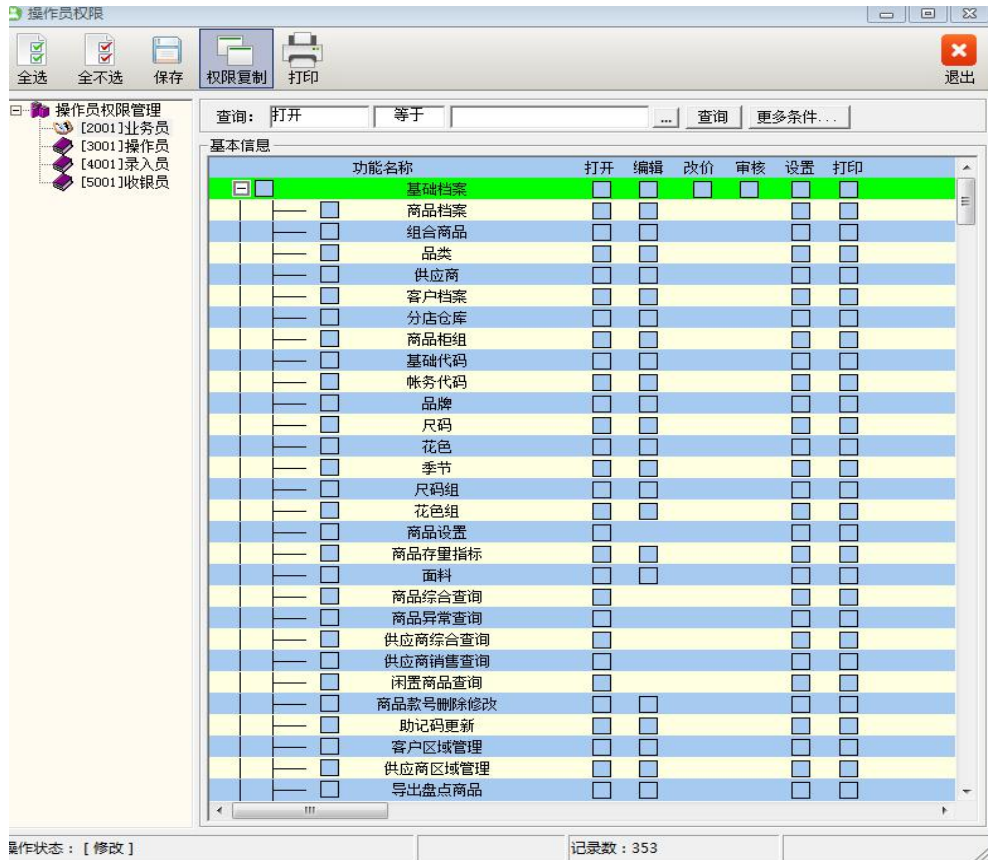 操作员权限
全选 全不选 保存 权限复制 打印 退出
操作员权限管理
[2001]业务员
[3001]操作员
[4001]录入员
[5001]收银员
查询: 打开 等于 ... 查询 更多条件...
基本信息
功能名称 打开 编辑 改价 审核 设置 打印
基础档案
商品档案
组合商品
品类
供应商
客户档案
分店仓库
商品柜组
基础代码
帐务代码
品牌
尺码
花色
季节
尺码组
花色组
商品设置
商品存量指标
面料
商品综合查询
商品异常查询
供应商综合查询
供应商销售查询
闲置商品查询
商品款号删除修改
助记码更新
客户区域管理
供应商区域管理
导出盘点商品
操作状态:[修改] 记录数:353